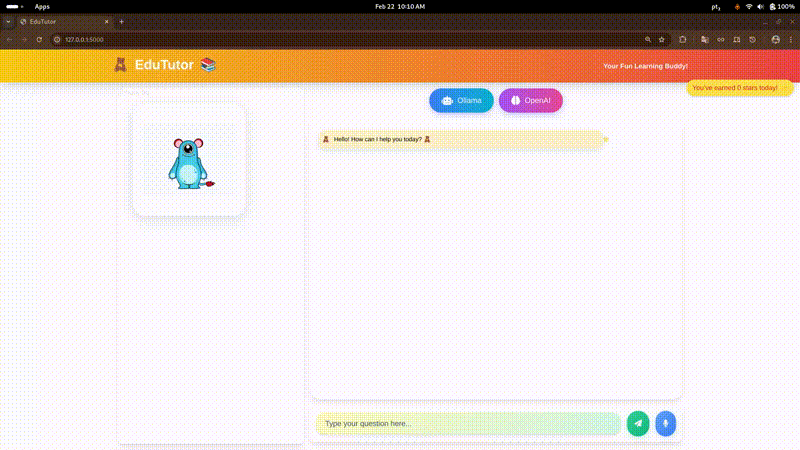 Apps
Feb 22 10:10 AM
pt₁
100%
EduTutor
127.0.0.1:5000
EduTutor
Your Fun Learning Buddy!
You've earned 0 stars today!
Ollama
OpenAI
Hello! How can I help you today?
Type your question here...